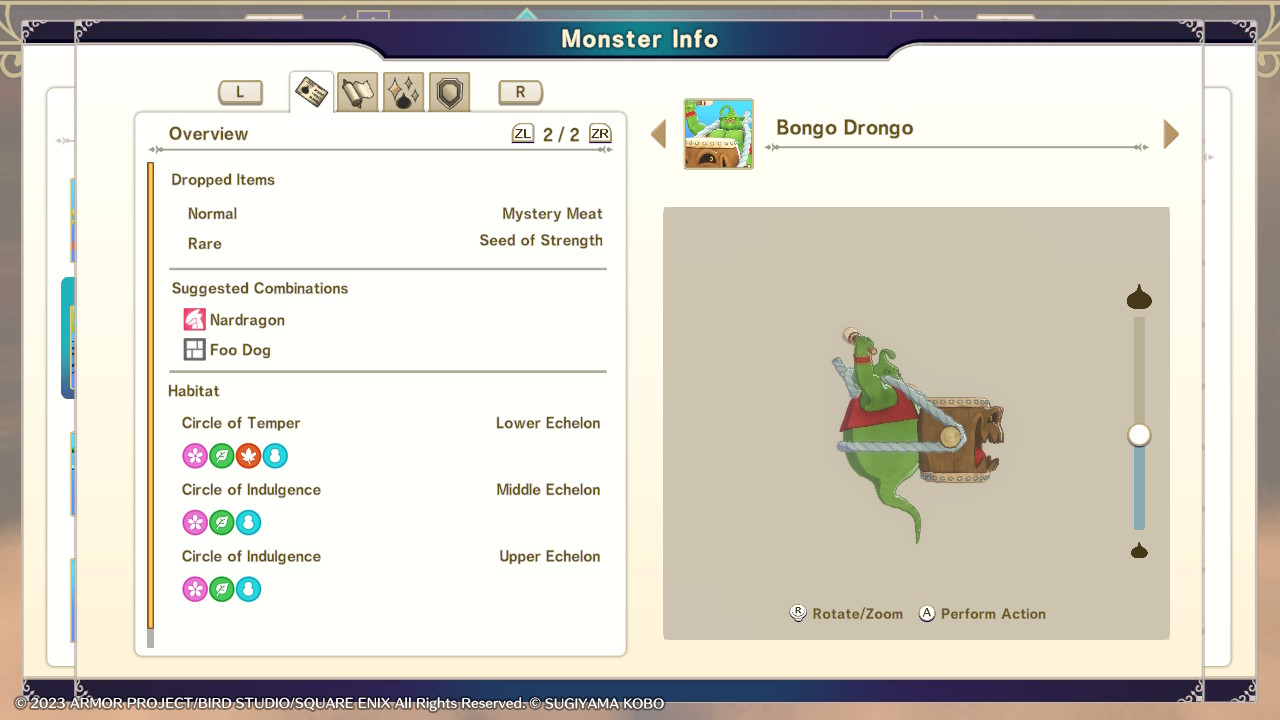 Monster Info
L
R
Overview
ZL 2 / 2 ZR
Dropped Items
Normal Mystery Meat
Rare Seed of Strength
Suggested Combinations
Nardragon
Foo Dog
Habitat
Circle of Temper Lower Echelon
Circle of Indulgence Middle Echelon
Circle of Indulgence Upper Echelon
Bongo Drongo
R Rotate/Zoom A Perform Action
© 2023 ARMOR PROJECT/BIRD STUDIO/SQUARE ENIX All Rights Reserved. © SUGIYAMA KOBO